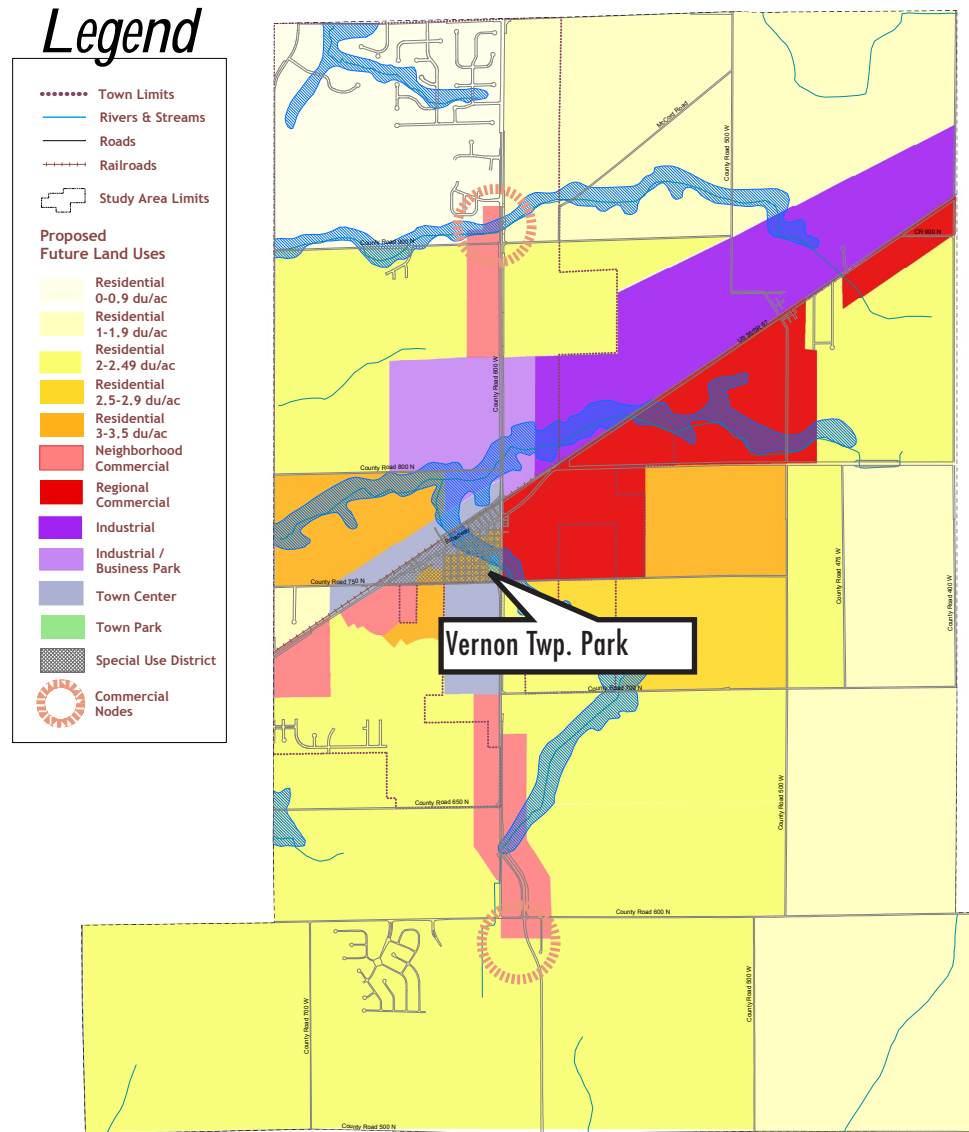 Legend
Town Limits
Rivers & Streams
Roads
Railroads
Study Area Limits
Proposed
Future Land Uses
Residential
0-0.9 du/ac
Residential
1-1.9 du/ac
Residential
2-2.49 du/ac
Residential
2.5-2.9 du/ac
Residential
3-3.5 du/ac
Neighborhood
Commercial
Regional
Commercial
Industrial
Industrial /
Business Park
Town Center
Town Park
Special Use District
Commercial
Nodes
McCord Road
County Road 500 W
County Road 900 N
CR 900 N
US 36/SR 67
County Road 600 W
County Road 800 N
Broadway
County Road 750 N
County Road 475 W
County Road 400 W
Vernon Twp. Park
County Road 700 N
County Road 650 N
County Road 500 W
County Road 600 N
County Road 700 W
County Road 500 W
County Road 500 N